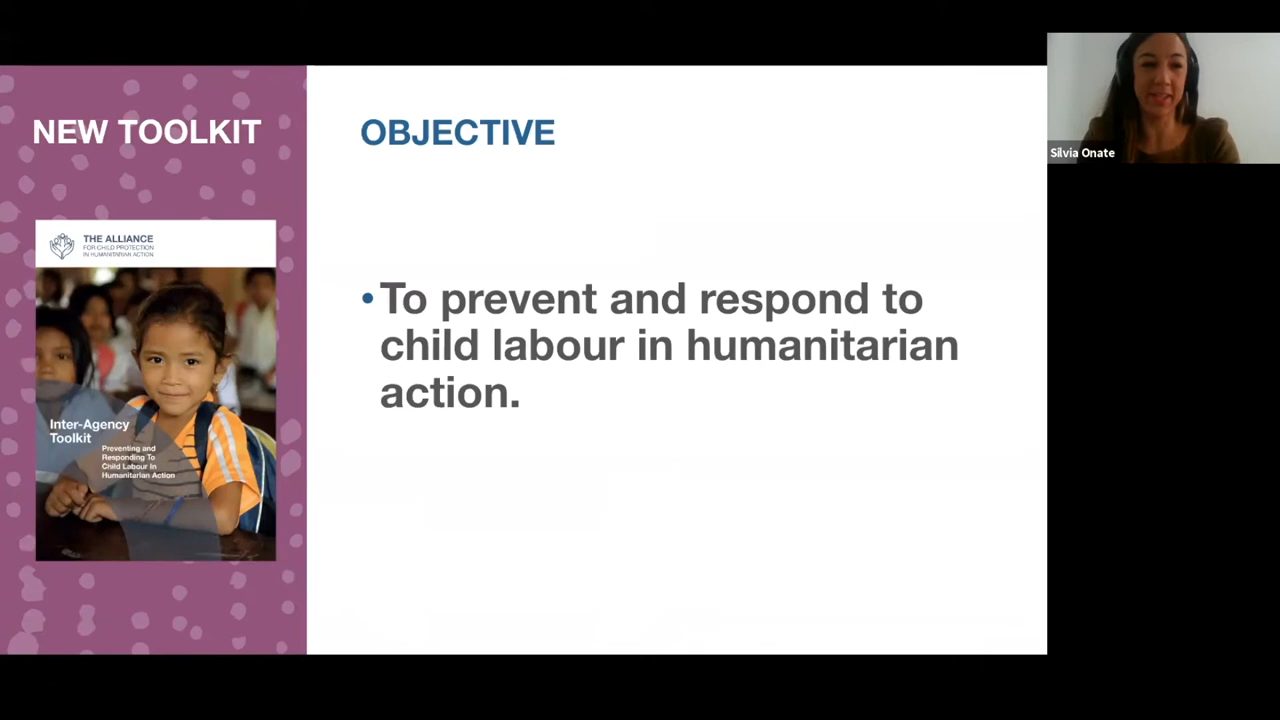 NEW TOOLKIT
THE ALLIANCE
FOR CHILD PROTECTION
IN HUMANITARIAN ACTION
Inter-Agency
Toolkit
Preventing and
Responding To
Child Labour In
Humanitarian Action
OBJECTIVE
•To prevent and respond to
child labour in humanitarian
action.
Silvia Onate